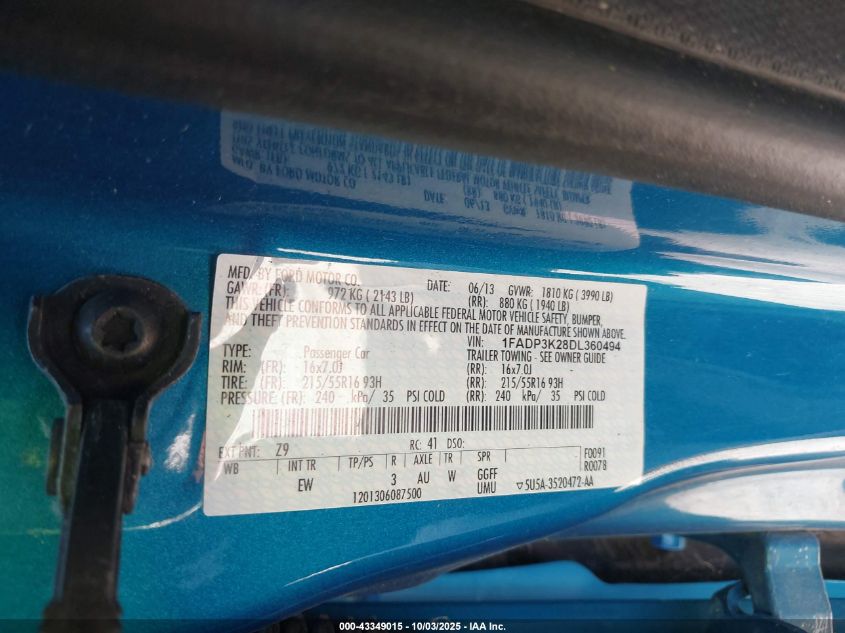 MFD. BY FORD MOTOR CO.
DATE: 06/13 GVWR: 1810 KG ( 3990 LB)
GAWR: (FR): 972 KG ( 2143 LB) (RR): 880 KG ( 1940 LB)
THIS VEHICLE CONFORMS TO ALL APPLICABLE FEDERAL MOTOR VEHICLE SAFETY, BUMPER,
AND THEFT PREVENTION STANDARDS IN EFFECT ON THE DATE OF MANUFACTURE SHOWN ABOVE.
VIN: 1FADP3K28DL360494
TYPE: Passenger Car TRAILER TOWING - SEE OWNER GUIDE
RIM: (FR): 16x7.0J (RR): 16x7.0J
TIRE: (FR): 215/55R16 93H (RR): 215/55R16 93H
PRESSURE: (FR): 240 kPa/ 35 PSI COLD (RR): 240 kPa/ 35 PSI COLD
EXT PNT: Z9 RC: 41 DSO: F0091
WB INT TR TP/PS R AXLE TR SPR R0078
EW 3 AU W GGFF
1201306087500 UMU ▽5U5A-3520472-AA
000-43349015 - 10/03/2025 - IAA Inc.